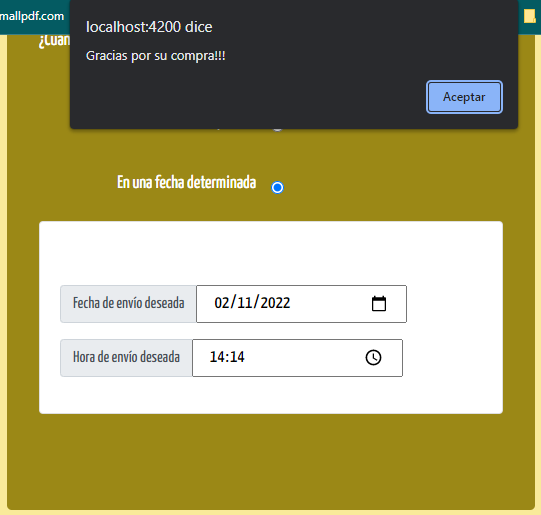 mallpdf.com
localhost:4200 dice
¿Cuán
Gracias por su compra!!!
Aceptar
En una fecha determinada
Fecha de envío deseada 02/11/2022
Hora de envío deseada 14:14